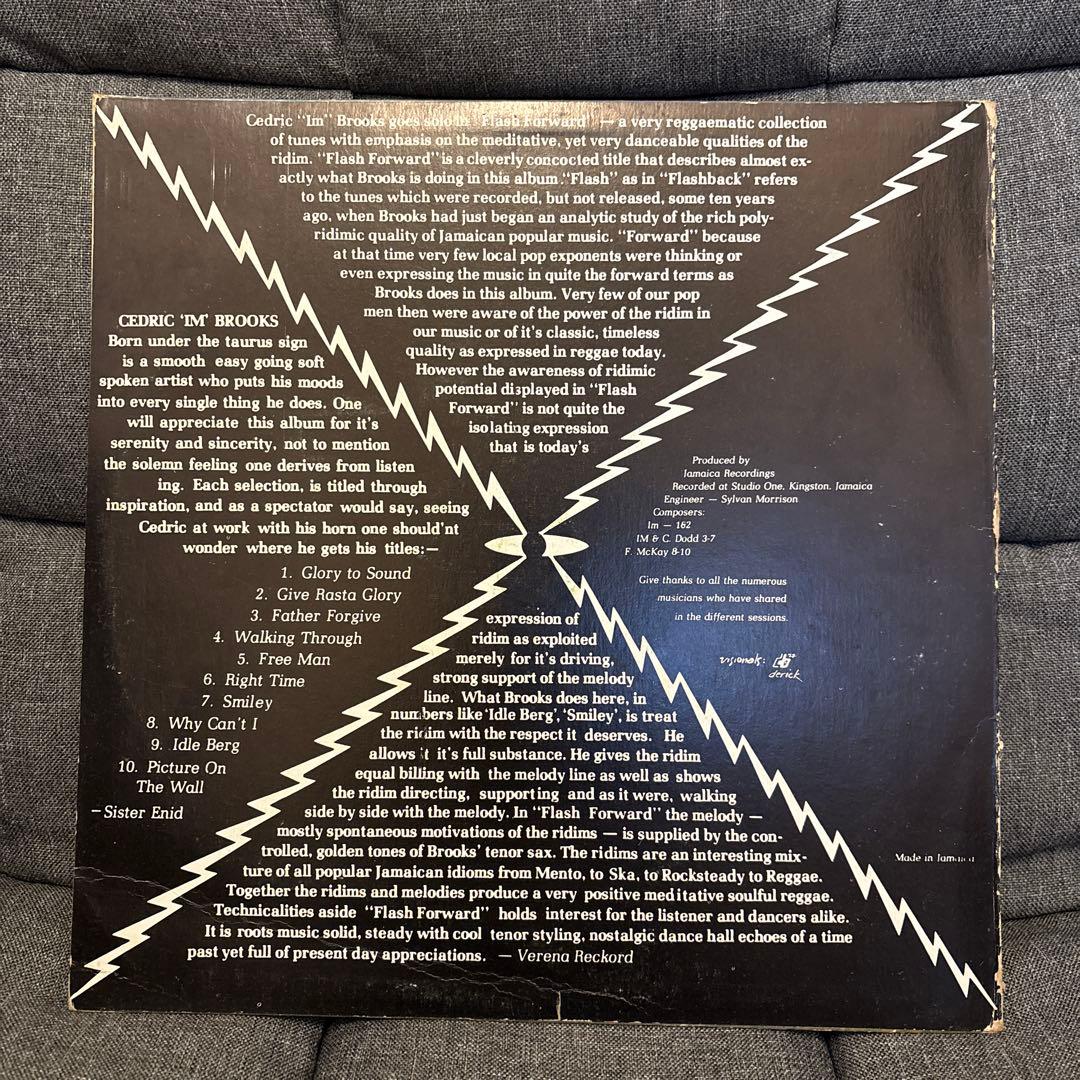 Cedric "Im" Brooks goes solo in "Flash Forward" — a very reggaematic collection
of tunes with emphasis on the meditative, yet very danceable qualities of the
ridim. "Flash Forward" is a cleverly concocted title that describes almost ex-
actly what Brooks is doing in this album. "Flash" as in "Flashback" refers
to the tunes which were recorded, but not released, some ten years
ago, when Brooks had just began an analytic study of the rich poly-
ridimic quality of Jamaican popular music. "Forward" because
at that time very few local pop exponents were thinking or
even expressing the music in quite the forward terms as
Brooks does in this album. Very few of our pop
men then were aware of the power of the ridim in
our music or of it's classic, timeless
quality as expressed in reggae today.
However the awareness of ridimic
potential displayed in "Flash
Forward" is not quite the
isolating expression
that is today's
expression of
ridim as exploited
merely for it's driving,
strong support of the melody
line. What Brooks does here, in
numbers like 'Idle Berg', 'Smiley', is treat
the ridim with the respect it deserves. He
allows it it's full substance. He gives the ridim
equal billing with the melody line as well as shows
the ridim directing, supporting and as it were, walking
side by side with the melody. In "Flash Forward" the melody —
mostly spontaneous motivations of the ridims — is supplied by the con-
trolled, golden tones of Brooks' tenor sax. The ridims are an interesting mix-
ture of all popular Jamaican idioms from Mento, to Ska, to Rocksteady to Reggae.
Together the ridims and melodies produce a very positive meditative soulful reggae.
Technicalities aside "Flash Forward" holds interest for the listener and dancers alike.
It is roots music solid, steady with cool tenor styling, nostalgic dance hall echoes of a time
past yet full of present day appreciations. — Verena Reckord
CEDRIC 'IM' BROOKS
Born under the taurus sign
is a smooth easy going soft
spoken artist who puts his moods
into every single thing he does. One
will appreciate this album for it's
serenity and sincerity, not to mention
the solemn feeling one derives from listen
ing. Each selection, is titled through
inspiration, and as a spectator would say, seeing
Cedric at work with his horn one should'nt
wonder where he gets his titles:—
1. Glory to Sound
2. Give Rasta Glory
3. Father Forgive
4. Walking Through
5. Free Man
6. Right Time
7. Smiley
8. Why Can't I
9. Idle Berg
10. Picture On
The Wall
— Sister Enid
Produced by
Jamaica Recordings
Recorded at Studio One, Kingston, Jamaica
Engineer — Sylvan Morrison
Composers:
Im — 162
IM & C. Dodd 3-7
F. McKay 8-10
Give thanks to all the numerous
musicians who have shared
in the different sessions.
visionals:
derick
Made in Jamaica